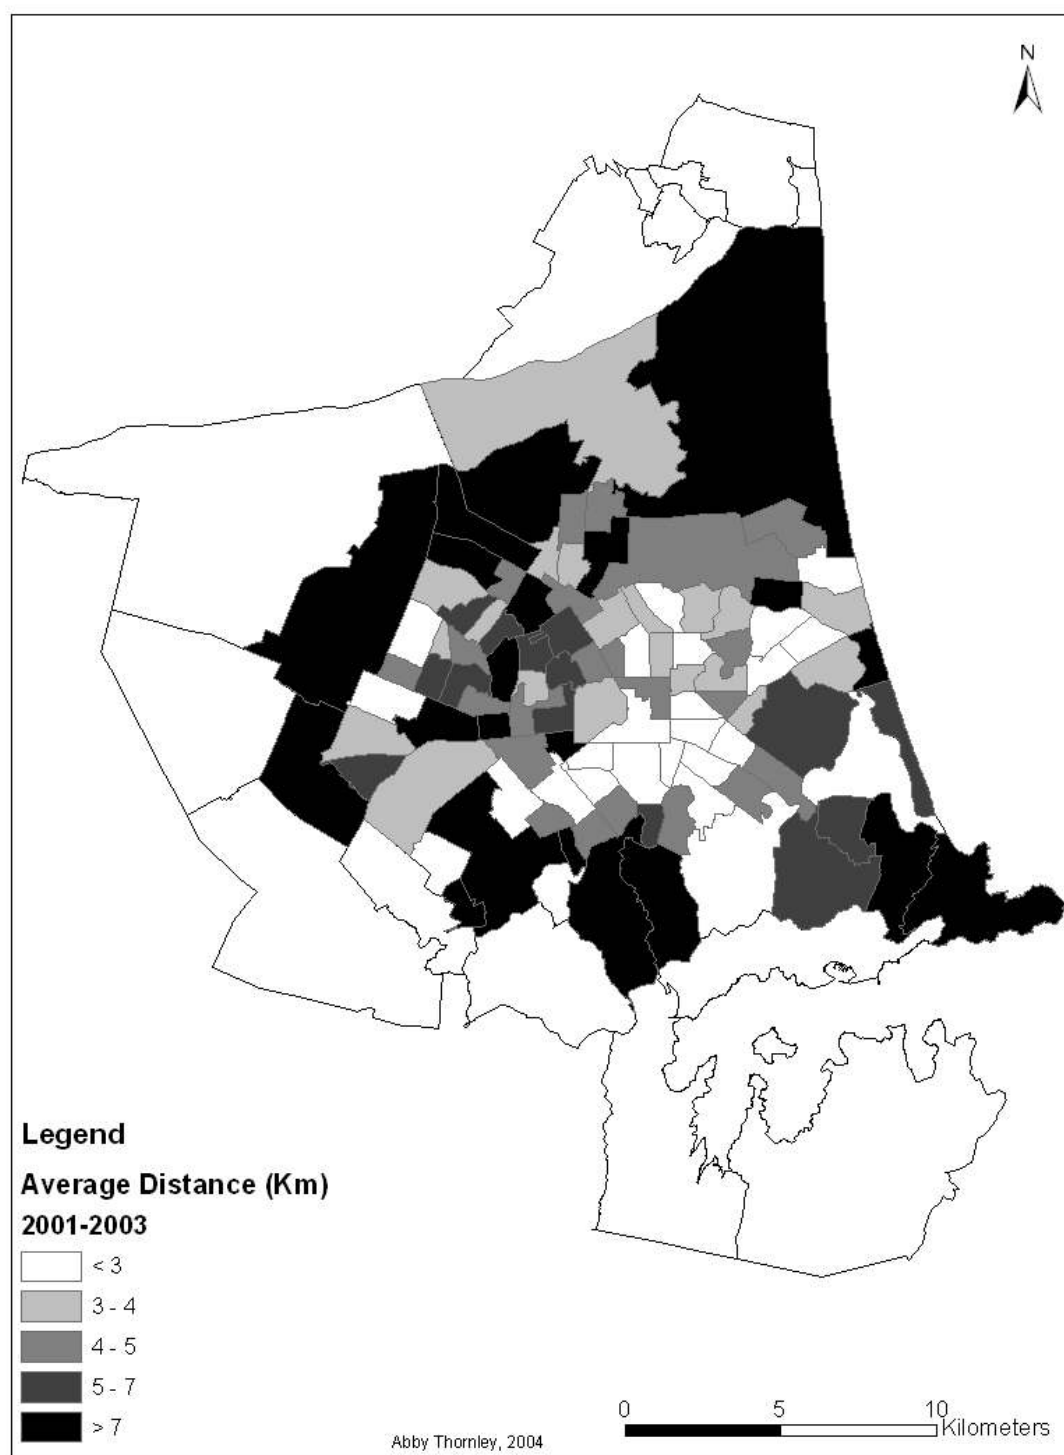 N
Legend
Average Distance (Km)
2001-2003
< 3
3 - 4
4 - 5
5 - 7
> 7
0 5 10
Kilometers
Abby Thornley, 2004